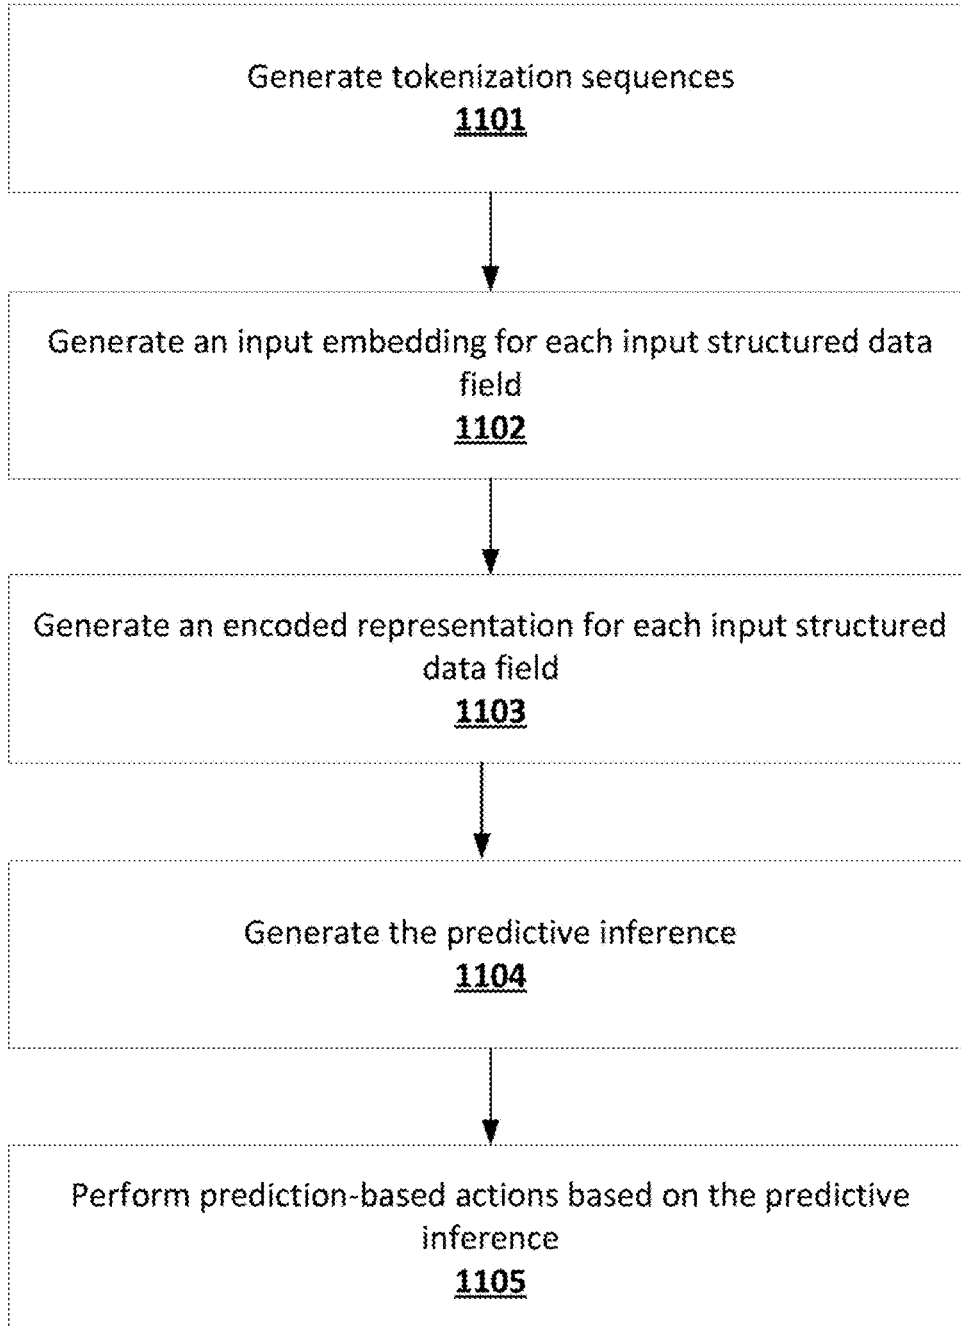 Generate tokenization sequences
1101
Generate an input embedding for each input structured data
field
1102
Generate an encoded representation for each input structured
data field
1103
Generate the predictive inference
1104
Perform prediction-based actions based on the predictive
inference
1105